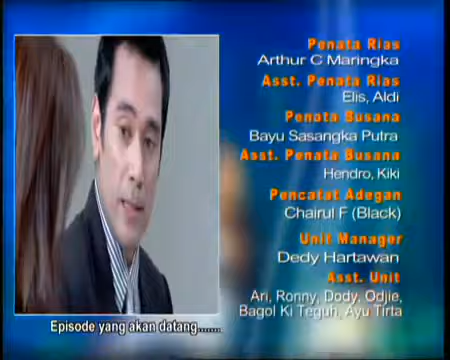 Penata Rias
Arthur C Maringka
Asst. Penata Rias
Elis, Aldi
Penata Busana
Bayu Sasangka Putra
Asst. Penata Busana
Hendro, Kiki
Pencatat Adegan
Chairul F (Black)
Unit Manager
Dedy Hartawan
Asst. Unit
Ari, Ronny, Dody, Odjie,
Bagol Ki Teguh, Ayu Tirta
Episode yang akan datang.......